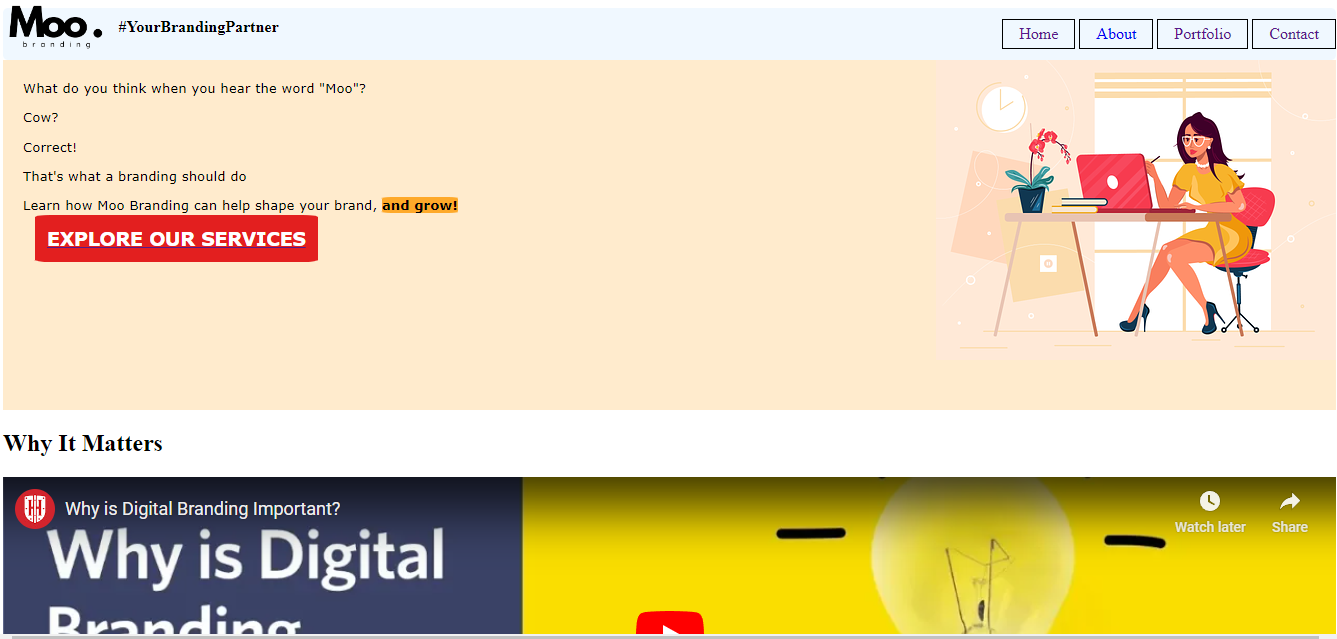 Moo.
branding
#YourBrandingPartner
Home
About
Portfolio
Contact
What do you think when you hear the word "Moo"?
Cow?
Correct!
That's what a branding should do
Learn how Moo Branding can help shape your brand, and grow!
EXPLORE OUR SERVICES
Why It Matters
Why is Digital Branding Important?
Watch later
Share
Why is Digital
Branding